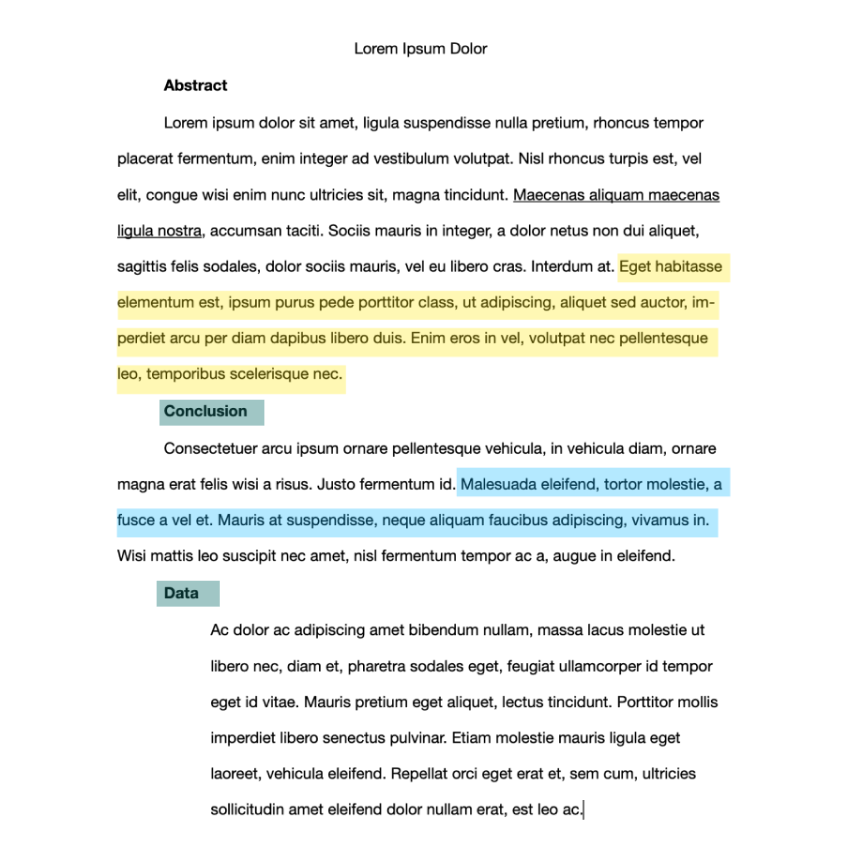 Lorem Ipsum Dolor
Abstract
Lorem ipsum dolor sit amet, ligula suspendisse nulla pretium, rhoncus tempor
placerat fermentum, enim integer ad vestibulum volutpat. Nisl rhoncus turpis est, vel
elit, congue wisi enim nunc ultricies sit, magna tincidunt. Maecenas aliquam maecenas
ligula nostra, accumsan taciti. Sociis mauris in integer, a dolor netus non dui aliquet,
sagittis felis sodales, dolor sociis mauris, vel eu libero cras. Interdum at. Eget habitasse
elementum est, ipsum purus pede porttitor class, ut adipiscing, aliquet sed auctor, im-
perdiet arcu per diam dapibus libero duis. Enim eros in vel, volutpat nec pellentesque
leo, temporibus scelerisque nec.
Conclusion
Consectetuer arcu ipsum ornare pellentesque vehicula, in vehicula diam, ornare
magna erat felis wisi a risus. Justo fermentum id. Malesuada eleifend, tortor molestie, a
fusce a vel et. Mauris at suspendisse, neque aliquam faucibus adipiscing, vivamus in.
Wisi mattis leo suscipit nec amet, nisl fermentum tempor ac a, augue in eleifend.
Data
Ac dolor ac adipiscing amet bibendum nullam, massa lacus molestie ut
libero nec, diam et, pharetra sodales eget, feugiat ullamcorper id tempor
eget id vitae. Mauris pretium eget aliquet, lectus tincidunt. Porttitor mollis
imperdiet libero senectus pulvinar. Etiam molestie mauris ligula eget
laoreet, vehicula eleifend. Repellat orci eget erat et, sem cum, ultricies
sollicitudin amet eleifend dolor nullam erat, est leo ac.